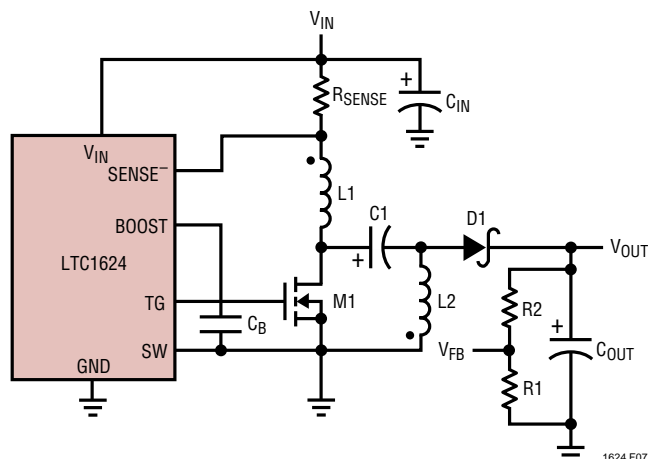 VIN
+
RSENSE
CIN
VIN
SENSE–
L1
BOOST
C1
D1
+
VOUT
LTC1624
TG
M1
L2
R2
+
CB
COUT
SW
VFB
R1
GND
1624 F07